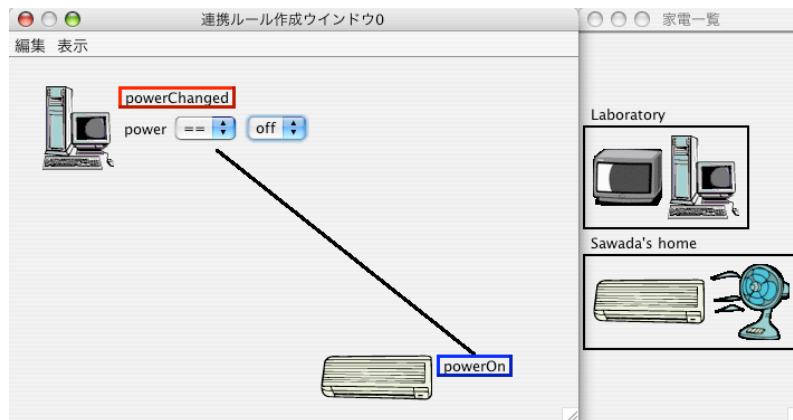 連携ルール作成ウインドウ0
編集 表示
powerChanged
power == off
powerOn
家電一覧
Laboratory
Sawada's home